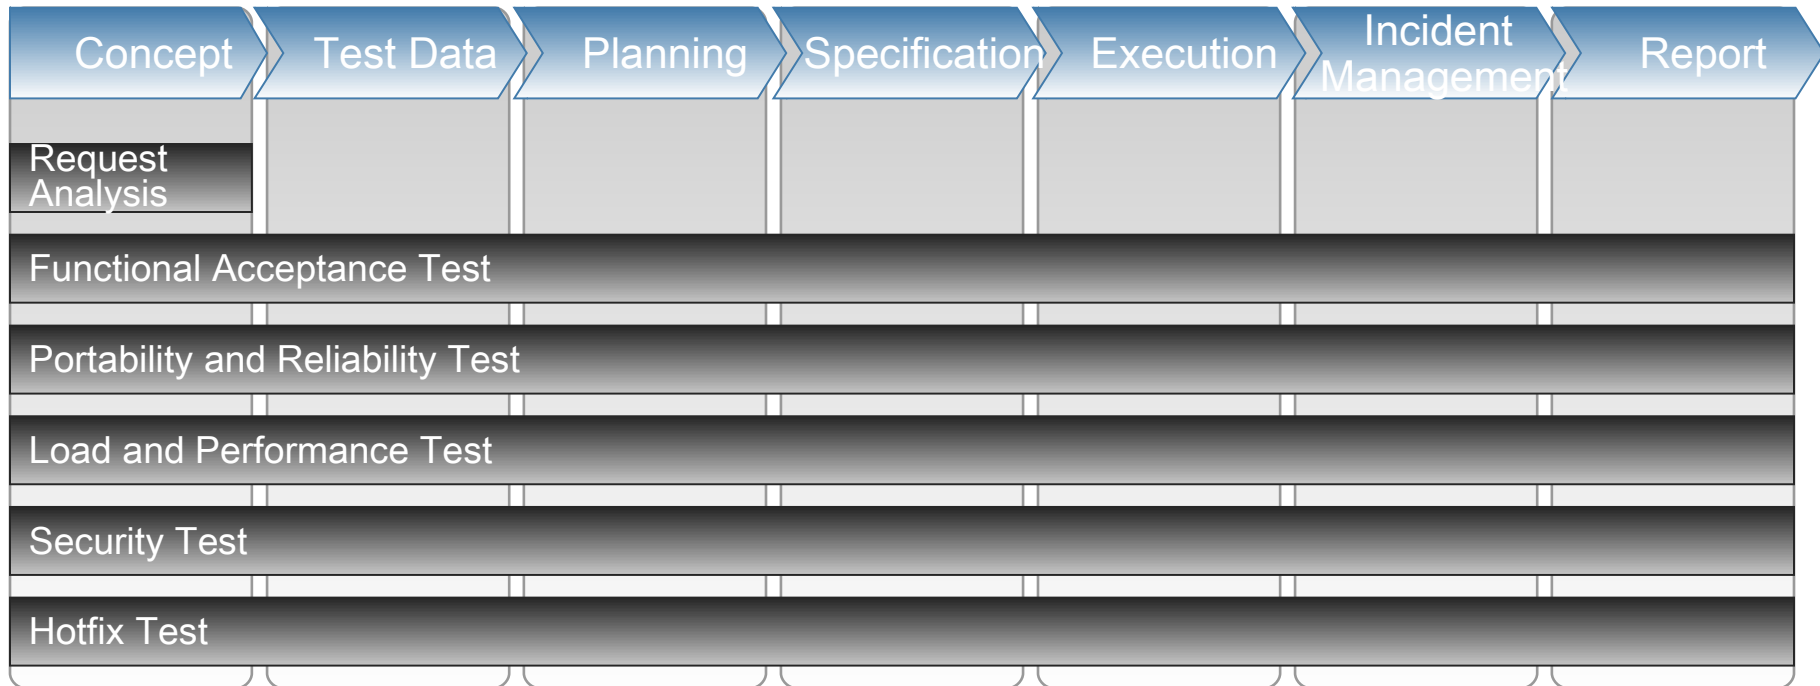 Concept
Test Data
Planning
Specification
Execution
Incident
Management
Report
Request
Analysis
Functional Acceptance Test
Portability and Reliability Test
Load and Performance Test
Security Test
Hotfix Test